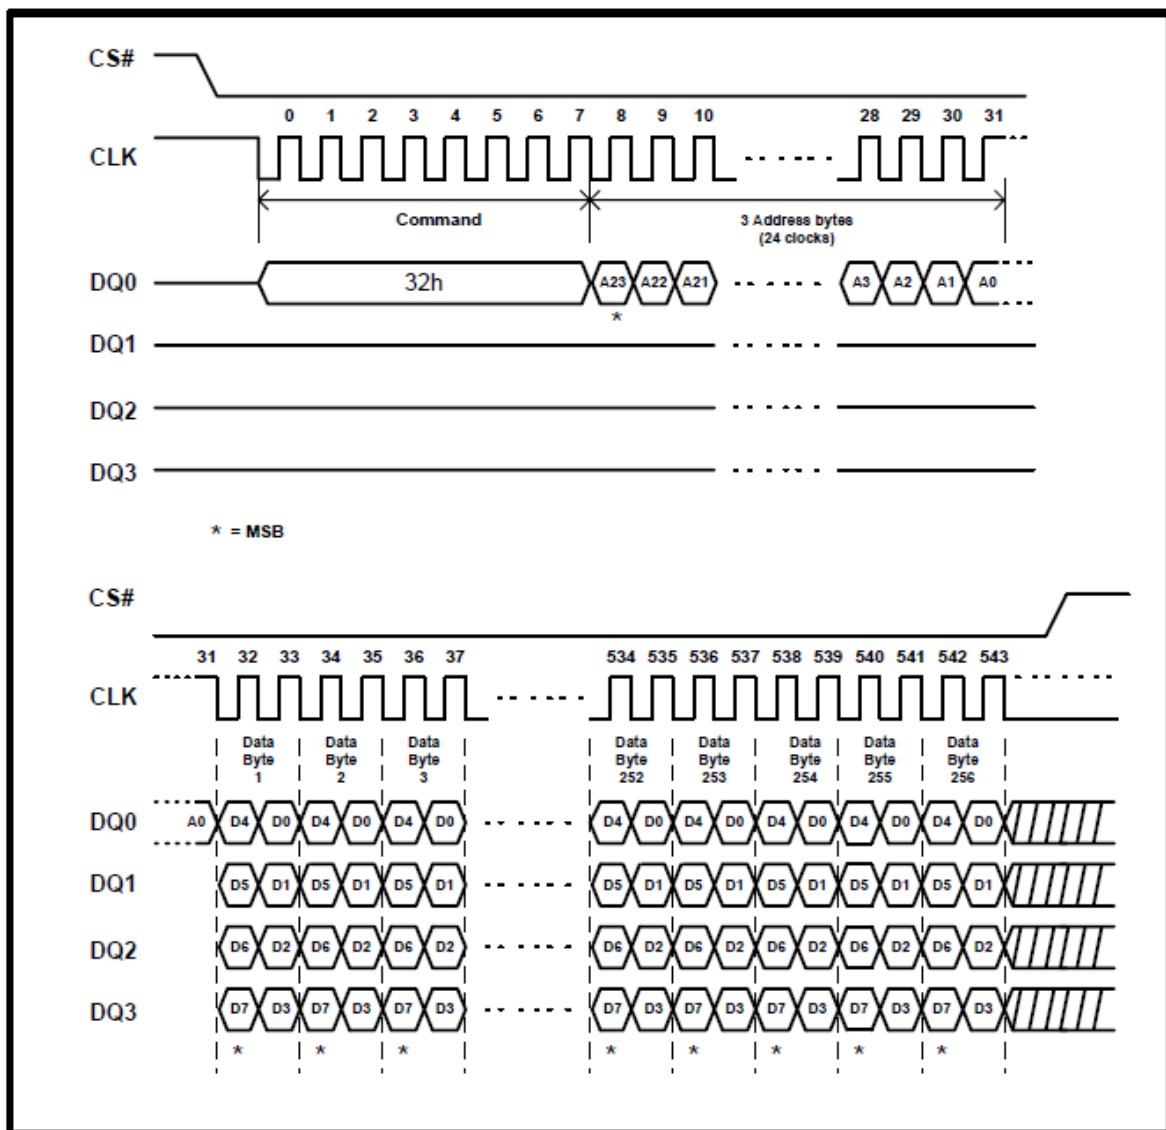 CS#
0 1 2 3 4 5 6 7 8 9 10 28 29 30 31
CLK
Command
3 Address bytes
(24 clocks)
DQ0 32h A23 A22 A21 A3 A2 A1 A0
*
DQ1
DQ2
DQ3
* = MSB
CS#
31 32 33 34 35 36 37 534 535 536 537 538 539 540 541 542 543
CLK
Data Data Data Data Data Data Data Data
Byte Byte Byte Byte Byte Byte Byte Byte
1 2 3 252 253 254 255 256
DQ0 A0 D4 D0 D4 D0 D4 D0 D4 D0 D4 D0 D4 D0 D4 D0 D4 D0
DQ1 D5 D1 D5 D1 D5 D1 D5 D1 D5 D1 D5 D1 D5 D1 D5 D1
DQ2 D6 D2 D6 D2 D6 D2 D6 D2 D6 D2 D6 D2 D6 D2 D6 D2
DQ3 D7 D3 D7 D3 D7 D3 D7 D3 D7 D3 D7 D3 D7 D3 D7 D3
* * * * * * * *